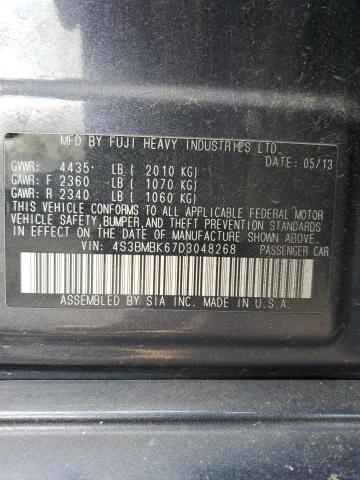 MFD BY FUJI HEAVY INDUSTRIES LTD.
DATE: 05/13
GVWR: 4435 LB ( 2010 KG)
GAWR: F 2360 LB ( 1070 KG)
GAWR: R 2340 LB ( 1060 KG)
THIS VEHICLE CONFORMS TO ALL APPLICABLE FEDERAL MOTOR
VEHICLE SAFETY, BUMPER, AND THEFT PREVENTION STANDARDS
IN EFFECT ON THE DATE OF MANUFACTURE SHOWN ABOVE.
VIN: 4S3BMBK67D3048268 PASSENGER CAR
ASSEMBLED BY SIA INC. MADE IN U.S.A.